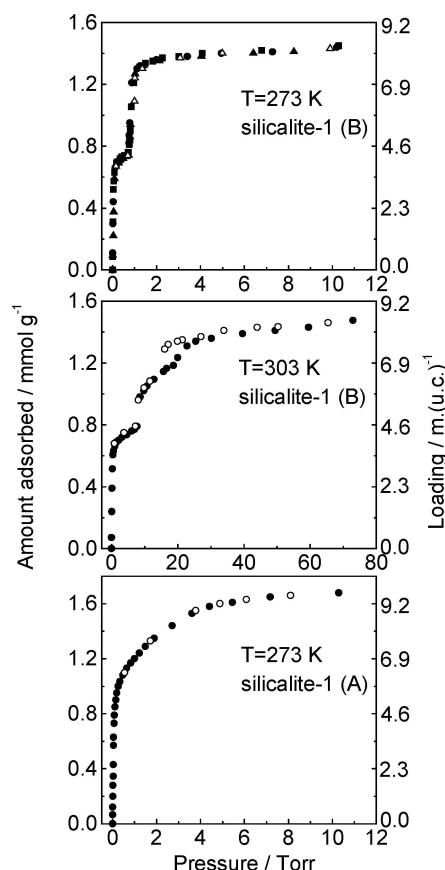 1.6
1.2
0.8
0.4
0.0
9.2
6.9
4.6
2.3
0.0
T=273 K
silicalite-1 (B)
0 2 4 6 8 10 12
1.6
1.2
0.8
0.4
0.0
9.2
6.9
4.6
2.3
0.0
T=303 K
silicalite-1 (B)
0 20 40 60 80
1.6
1.2
0.8
0.4
0.0
9.2
6.9
4.6
2.3
0.0
T=273 K
silicalite-1 (A)
0 2 4 6 8 10 12
Pressure / Torr
Amount adsorbed / mmol g⁻¹
Loading / m.(u.c.)⁻¹